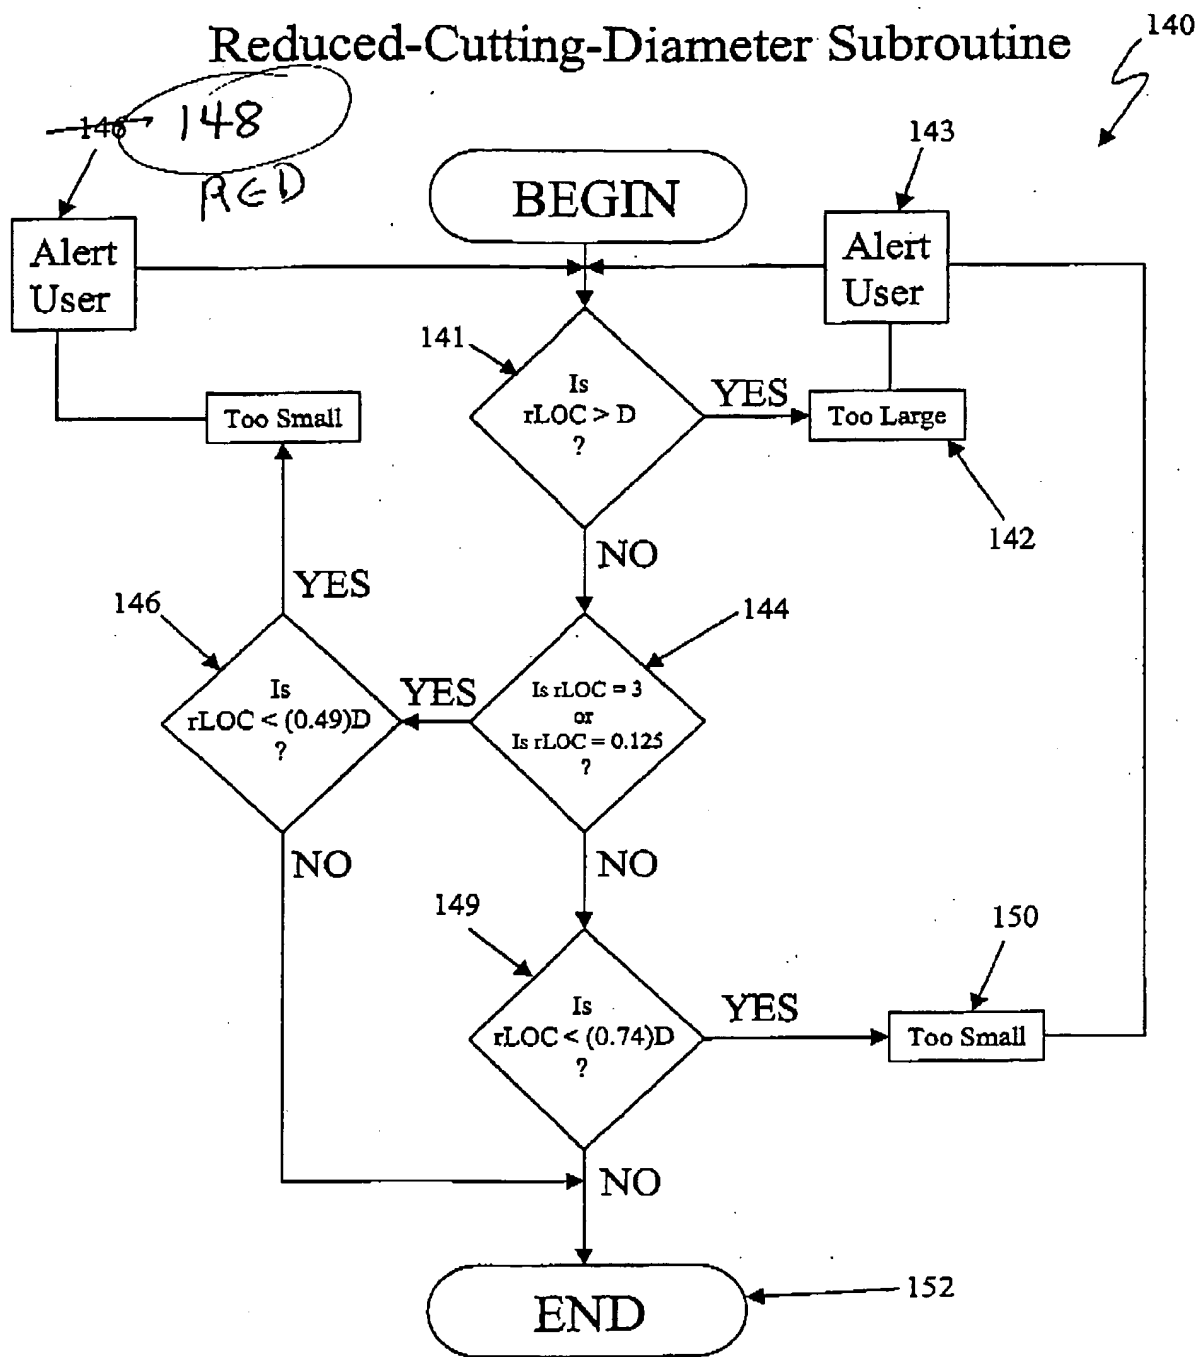 Reduced-Cutting-Diameter Subroutine
140
146 148
RED
143
BEGIN
Alert
User
Alert
User
141
Is
rLOC > D
?
YES
Too Large
Too Small
142
NO
YES
146
144
Is
rLOC < (0.49)D
?
YES
Is rLOC = 3
or
Is rLOC = 0.125
?
NO
NO
149
150
Is
rLOC < (0.74)D
?
YES
Too Small
NO
END
152